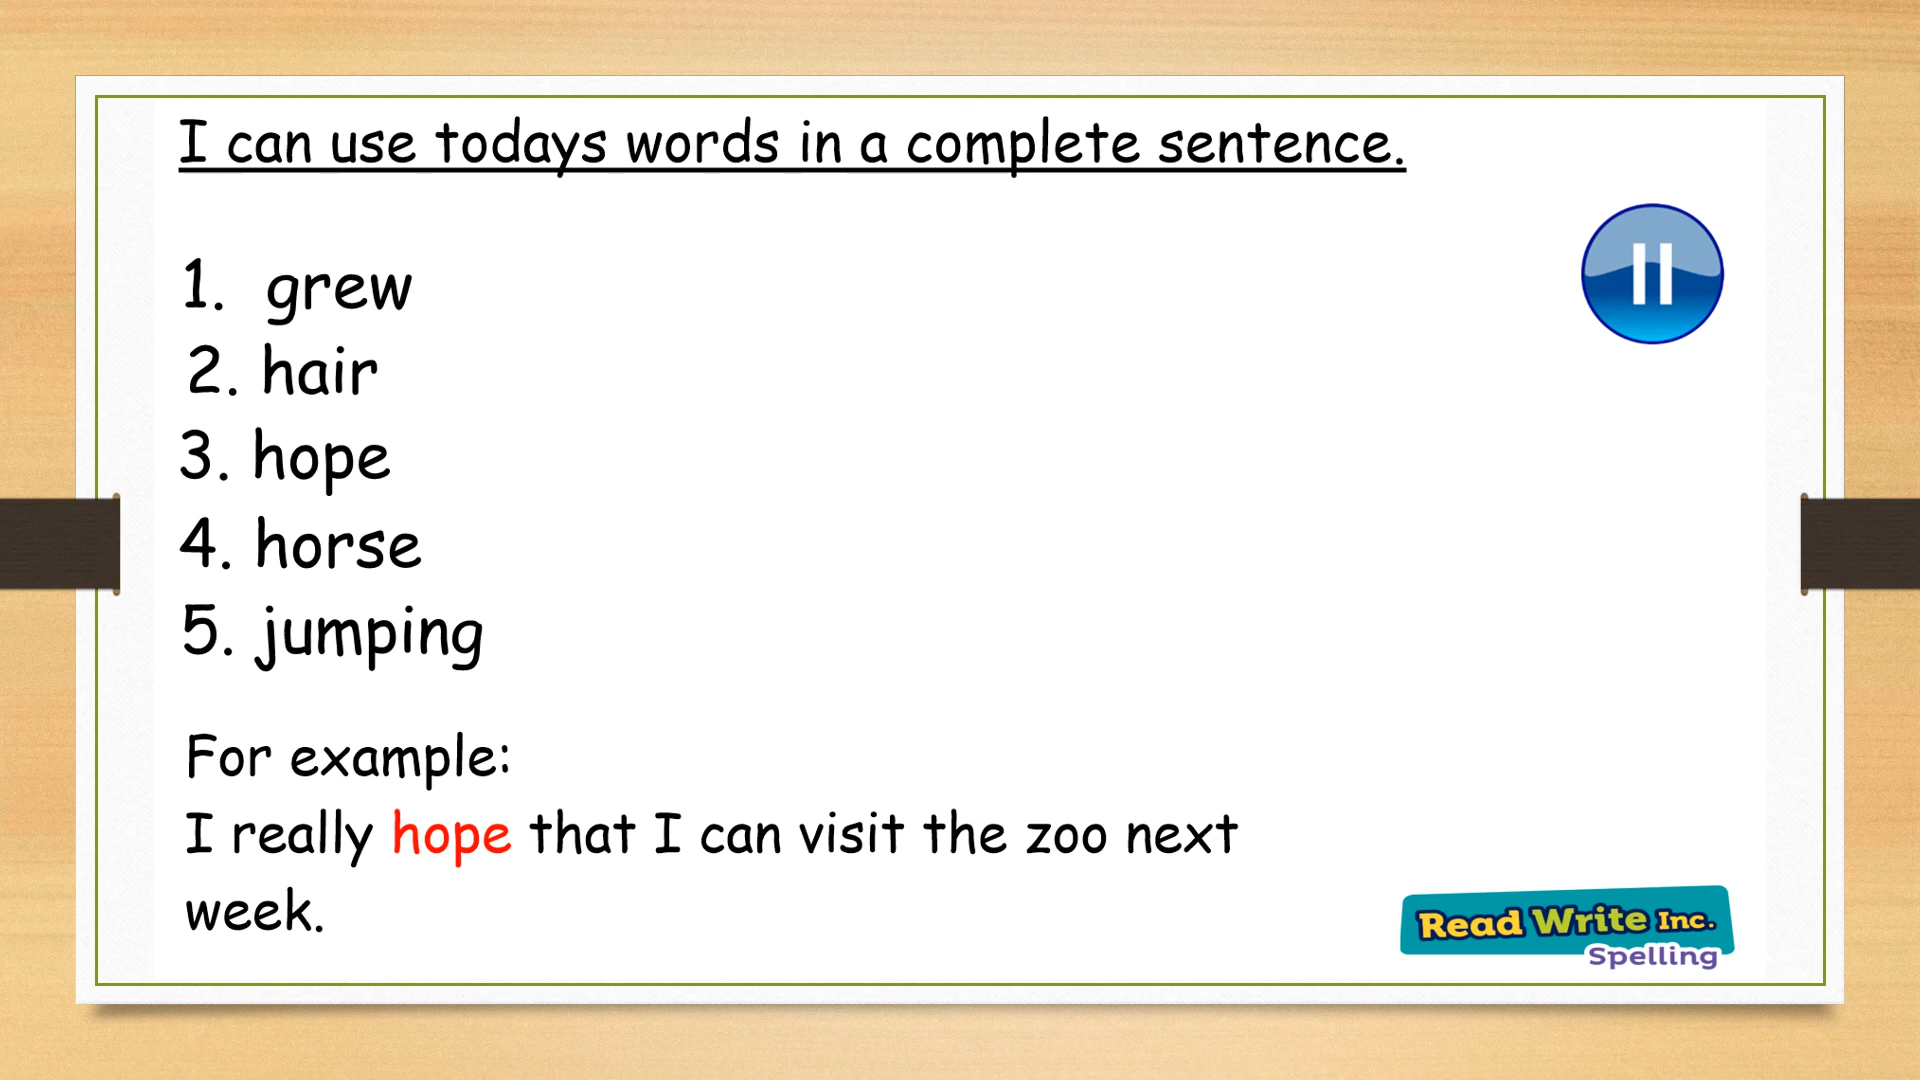 I can use todays words in a complete sentence.
1. grew
2. hair
3. hope
4. horse
5. jumping
For example:
I really hope that I can visit the zoo next
week.
Read Write Inc.
Spelling